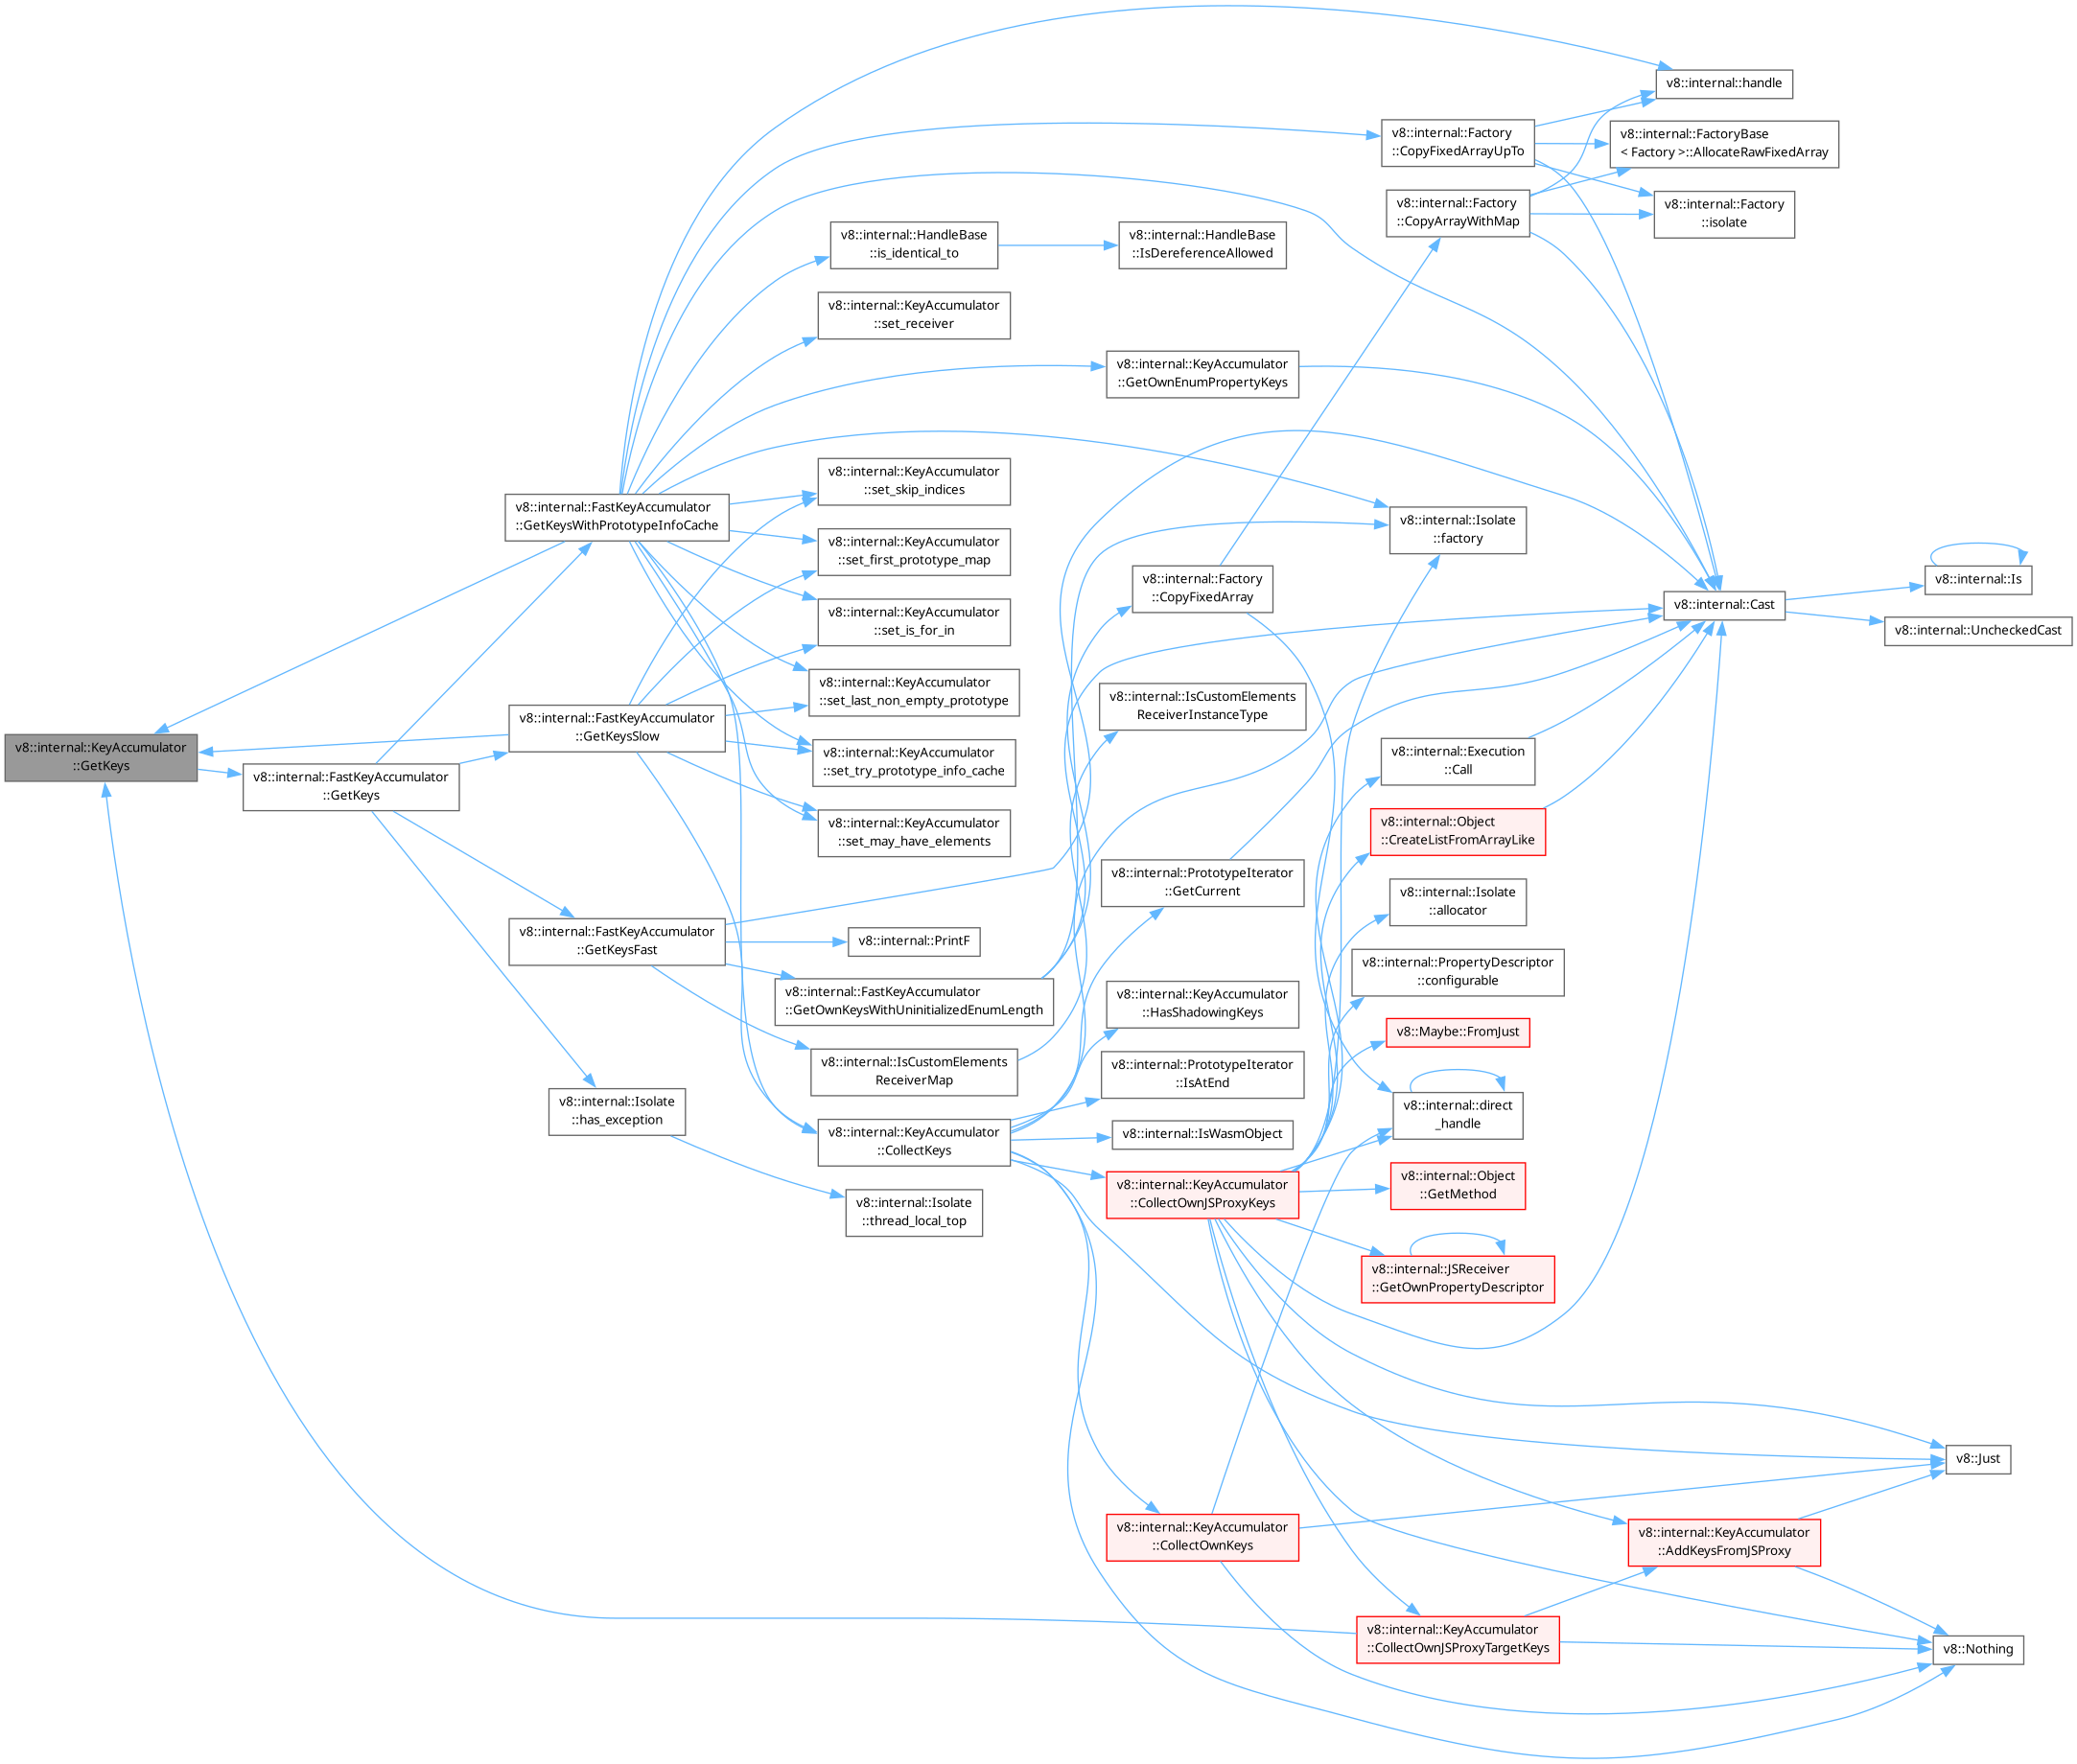 v8::internal::KeyAccumulator
::GetKeys
v8::internal::FastKeyAccumulator
::GetKeys
v8::internal::FastKeyAccumulator
::GetKeysWithPrototypeInfoCache
v8::internal::FastKeyAccumulator
::GetKeysSlow
v8::internal::FastKeyAccumulator
::GetKeysFast
v8::internal::Isolate
::has_exception
v8::internal::HandleBase
::is_identical_to
v8::internal::KeyAccumulator
::set_receiver
v8::internal::KeyAccumulator
::set_skip_indices
v8::internal::KeyAccumulator
::set_first_prototype_map
v8::internal::KeyAccumulator
::set_is_for_in
v8::internal::KeyAccumulator
::set_last_non_empty_prototype
v8::internal::KeyAccumulator
::set_try_prototype_info_cache
v8::internal::KeyAccumulator
::set_may_have_elements
v8::internal::PrintF
v8::internal::FastKeyAccumulator
::GetOwnKeysWithUninitializedEnumLength
v8::internal::IsCustomElements
ReceiverMap
v8::internal::KeyAccumulator
::CollectKeys
v8::internal::Isolate
::thread_local_top
v8::internal::HandleBase
::IsDereferenceAllowed
v8::internal::KeyAccumulator
::GetOwnEnumPropertyKeys
v8::internal::Factory
::CopyFixedArray
v8::internal::IsCustomElements
ReceiverInstanceType
v8::internal::PrototypeIterator
::GetCurrent
v8::internal::KeyAccumulator
::HasShadowingKeys
v8::internal::PrototypeIterator
::IsAtEnd
v8::internal::IsWasmObject
v8::internal::KeyAccumulator
::CollectOwnJSProxyKeys
v8::internal::KeyAccumulator
::CollectOwnKeys
v8::internal::Factory
::CopyFixedArrayUpTo
v8::internal::Factory
::CopyArrayWithMap
v8::internal::Isolate
::factory
v8::internal::Execution
::Call
v8::internal::Object
::CreateListFromArrayLike
v8::internal::Isolate
::allocator
v8::internal::PropertyDescriptor
::configurable
v8::Maybe::FromJust
v8::internal::direct
_handle
v8::internal::Object
::GetMethod
v8::internal::JSReceiver
::GetOwnPropertyDescriptor
v8::internal::KeyAccumulator
::CollectOwnJSProxyTargetKeys
v8::internal::handle
v8::internal::FactoryBase
< Factory >::AllocateRawFixedArray
v8::internal::Factory
::isolate
v8::internal::Cast
v8::internal::KeyAccumulator
::AddKeysFromJSProxy
v8::internal::Is
v8::internal::UncheckedCast
v8::Just
v8::Nothing